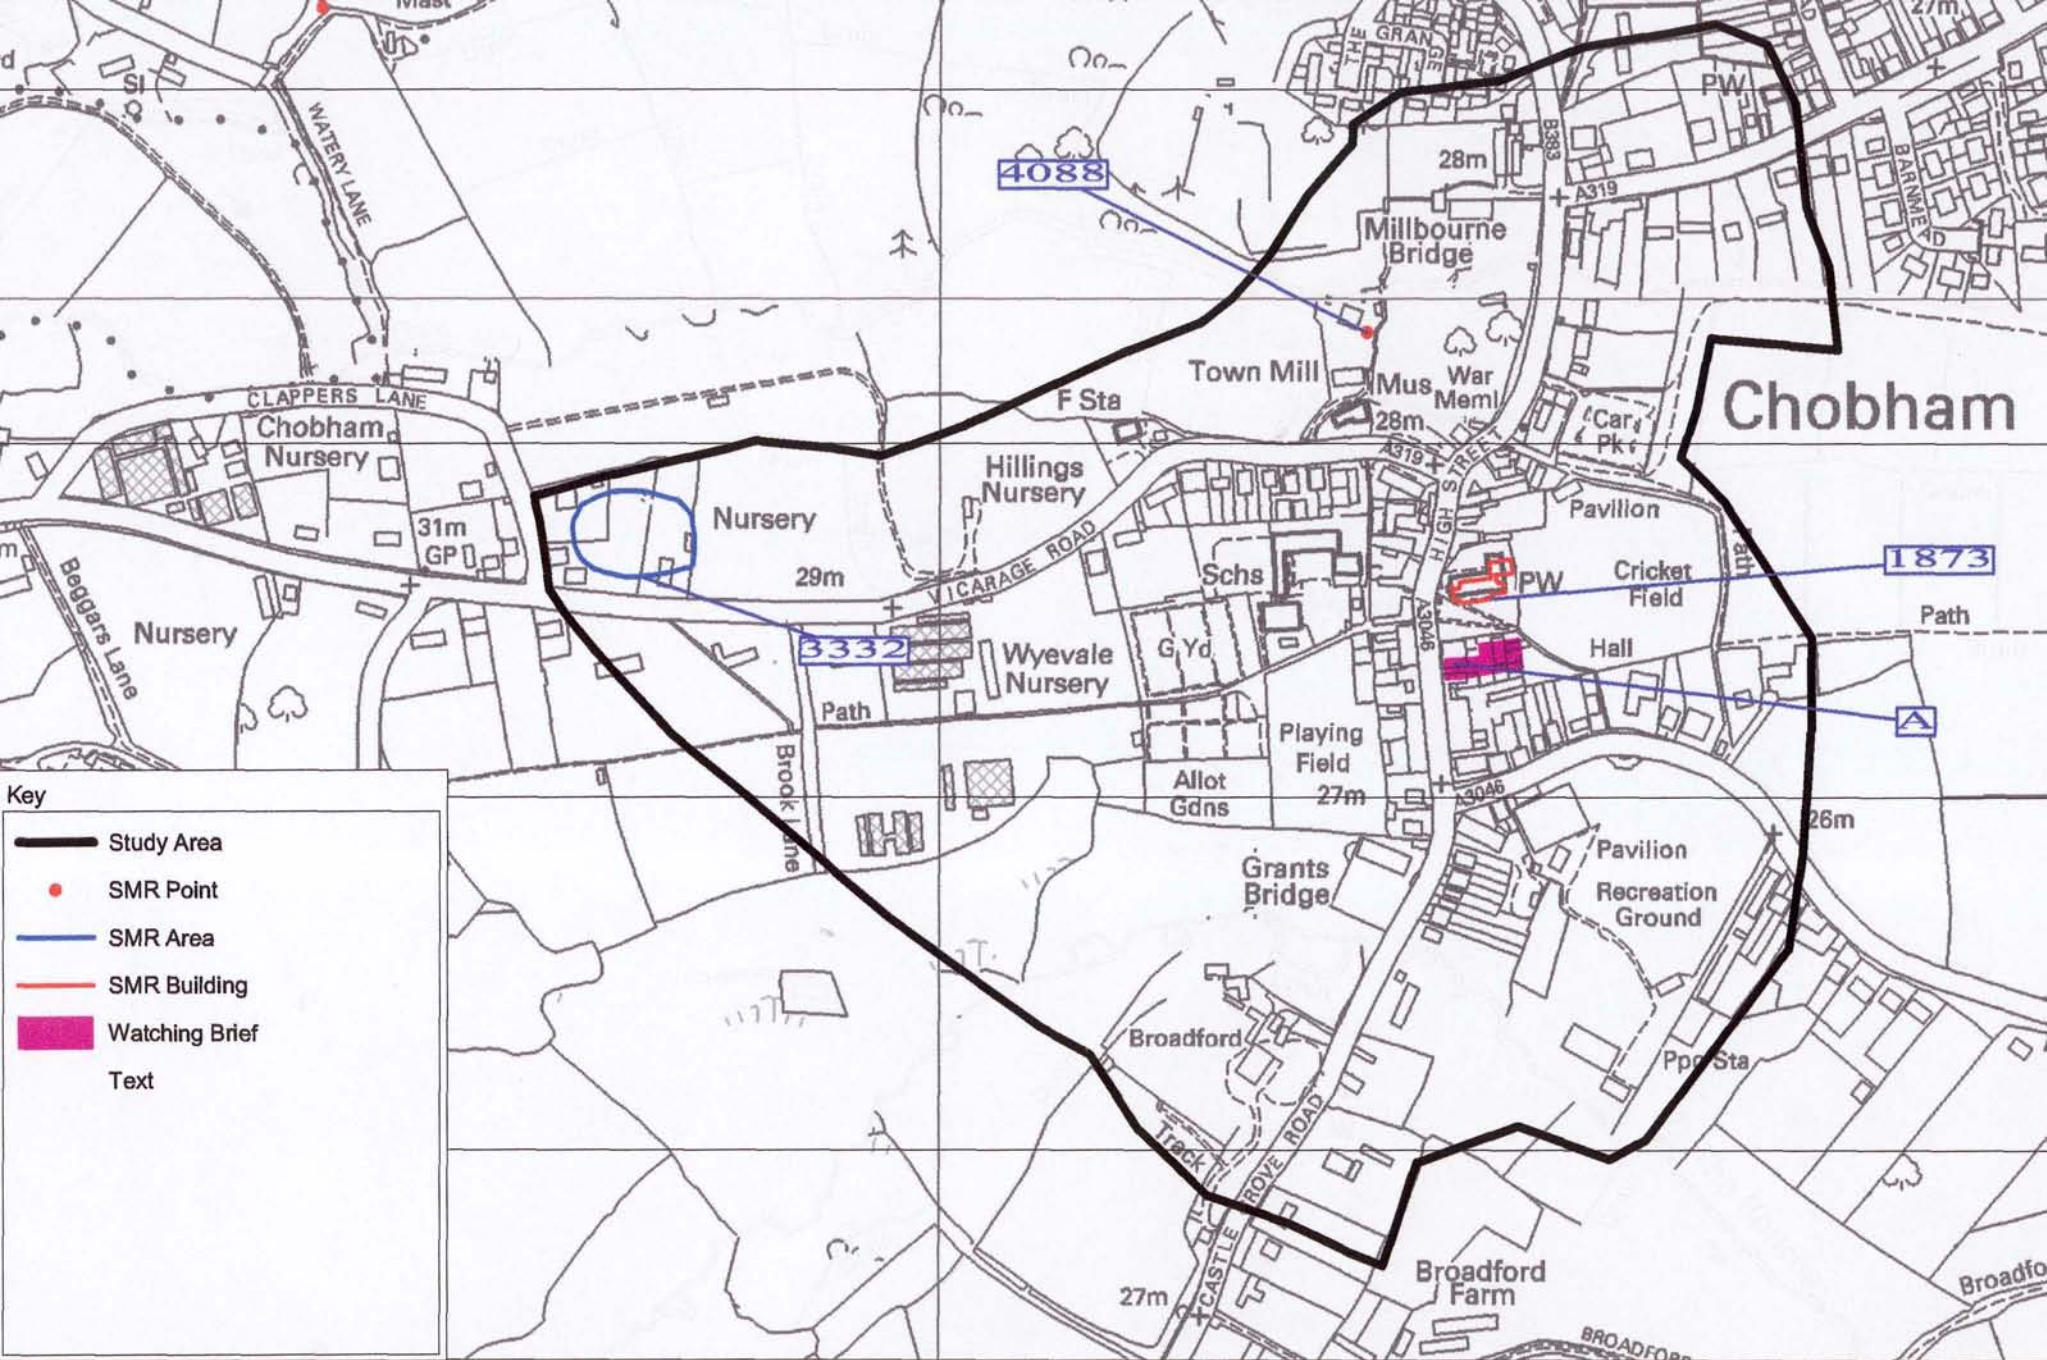 Mast
27m
THE GRANGE
SI
PW
WATERY LANE
B383
28m
BARNMEAD
4088
A319
Millbourne
Bridge
Town Mill
Mus
War
Meml
CLAPPERS LANE
F Sta
28m
Car
Pk
Chobham
Chobham
Nursery
A319
HIGH STREET
Hillings
Nursery
Nursery
Pavilion
31m
GP
Path
29m
VICARAGE ROAD
Schs
PW
Cricket
Field
1873
Beggars Lane
Nursery
A3046
Path
3332
Wyevale
Nursery
G Yd
Hall
Path
A
Brook Lane
Playing
Field
27m
Allot
Gdns
A3046
26m
Key
Study Area
SMR Point
SMR Area
SMR Building
Watching Brief
Text
Grants
Bridge
Pavilion
Recreation
Ground
Broadford
Ppg Sta
Track
CASTLE GROVE ROAD
27m
Broadford
Farm
Broadfo
BROADFORD